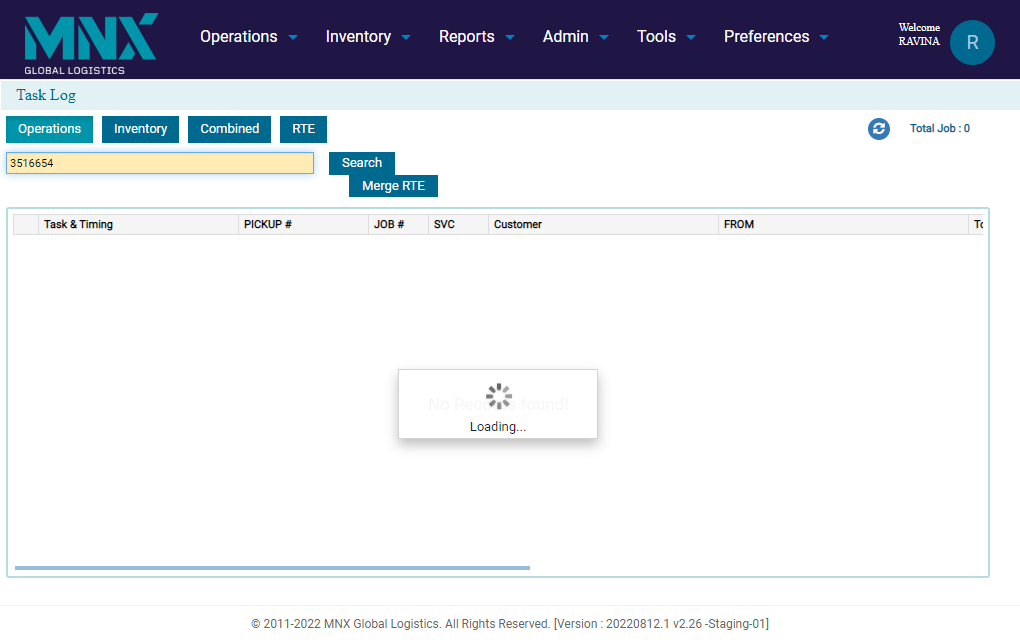 MNX
GLOBAL LOGISTICS
Operations Inventory Reports Admin Tools Preferences
Welcome
RAVINA
R
Task Log
Operations Inventory Combined RTE
Total Job : 0
3516654
Search
Merge RTE
Task & Timing PICKUP # JOB # SVC Customer FROM To
No Records found!
Loading...
© 2011-2022 MNX Global Logistics. All Rights Reserved. [Version : 20220812.1 v2.26 -Staging-01]